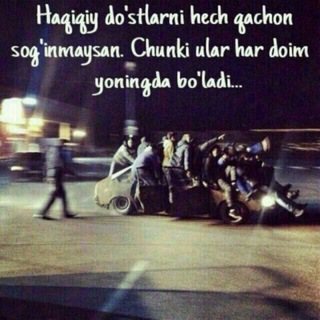 Haqiqiy do'stlarni hech qachon
sog'inmaysan. Chunki ular har doim
yoningda bo'ladi...